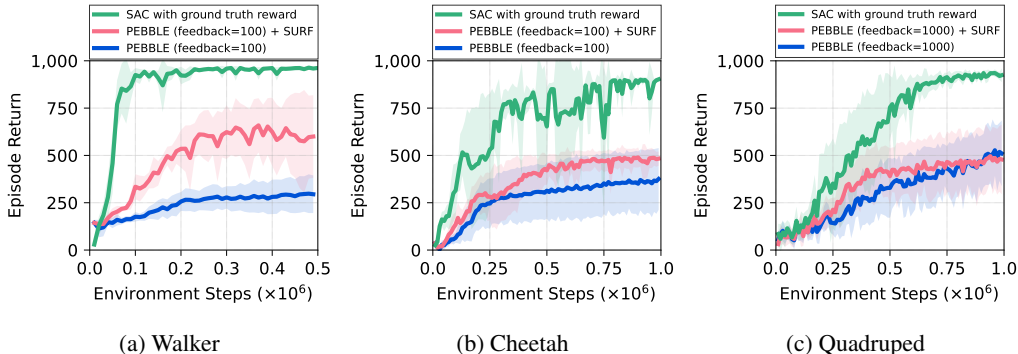 SAC with ground truth reward
PEBBLE (feedback=100) + SURF
PEBBLE (feedback=100)
1,000
750
500
250
0
Episode Return
0.0 0.1 0.2 0.3 0.4 0.5
Environment Steps (×10⁶)
(a) Walker
SAC with ground truth reward
PEBBLE (feedback=100) + SURF
PEBBLE (feedback=100)
1,000
750
500
250
0
Episode Return
0.0 0.25 0.5 0.75 1.0
Environment Steps (×10⁶)
(b) Cheetah
SAC with ground truth reward
PEBBLE (feedback=1000) + SURF
PEBBLE (feedback=1000)
1,000
750
500
250
0
Episode Return
0.0 0.25 0.5 0.75 1.0
Environment Steps (×10⁶)
(c) Quadruped